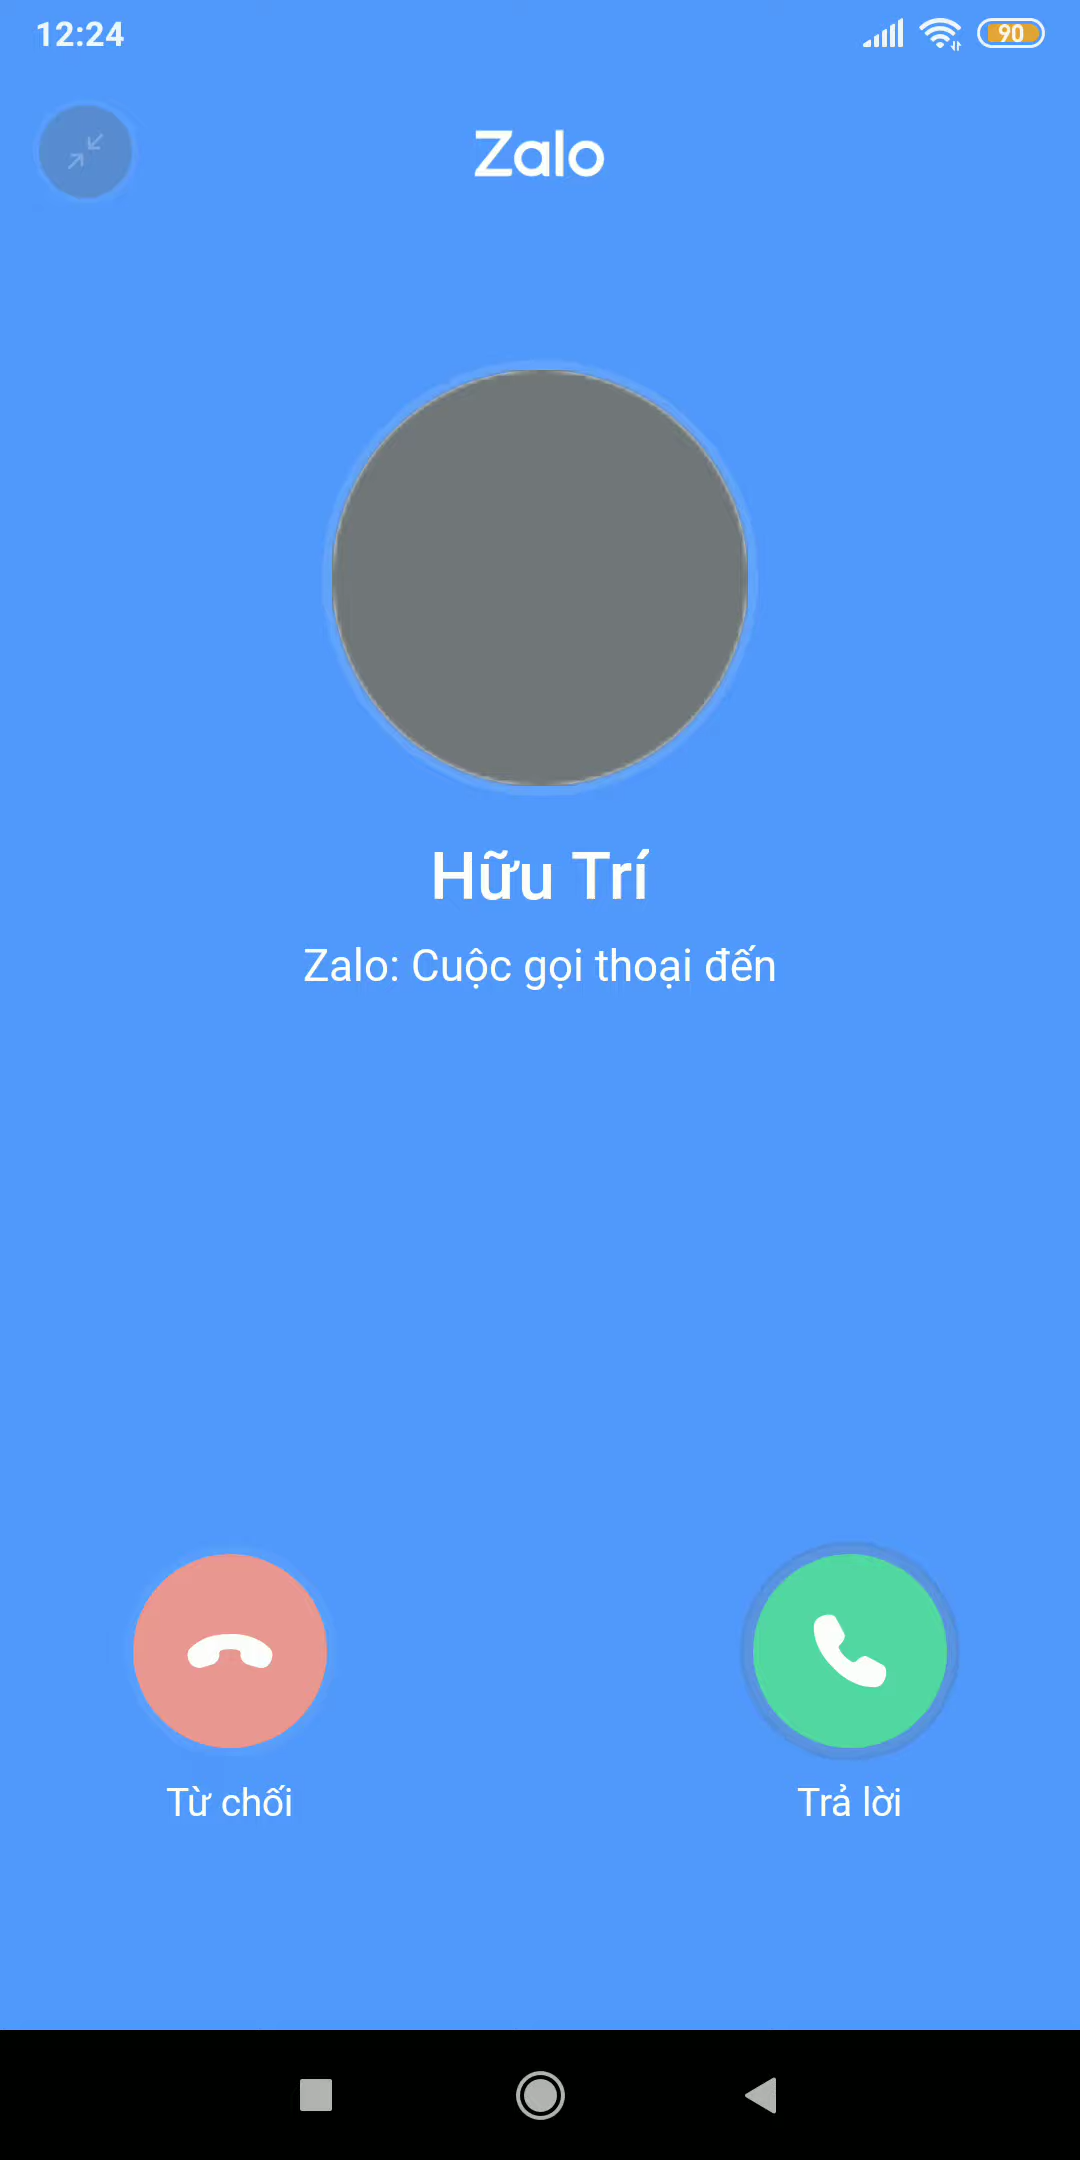 12:24
90
Zalo
Hữu Trí
Zalo: Cuộc gọi thoại đến
Từ chối
Trả lời